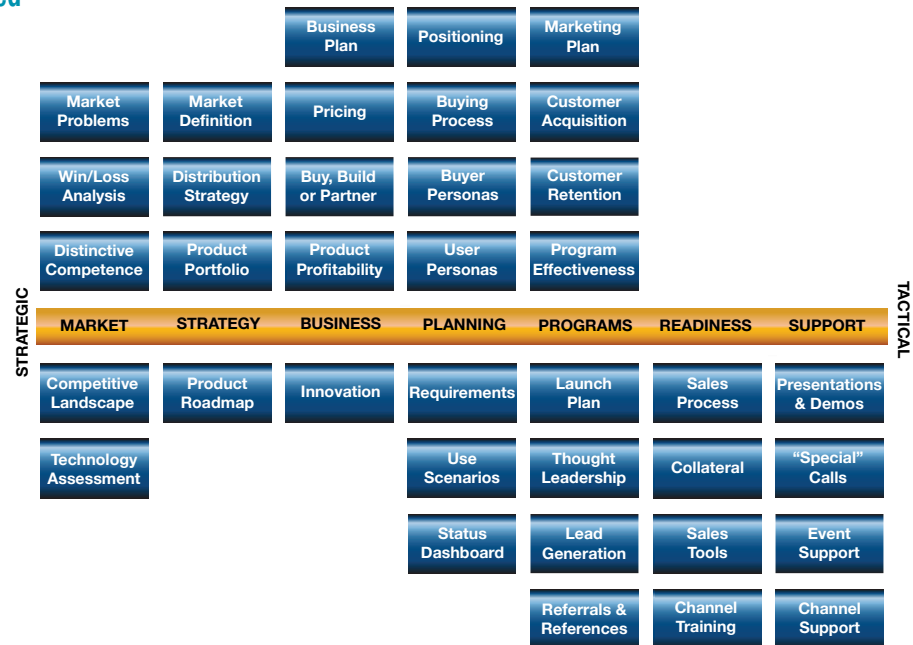 Business
Plan
Positioning
Marketing
Plan
Market
Problems
Market
Definition
Pricing
Buying
Process
Customer
Acquisition
Win/Loss
Analysis
Distribution
Strategy
Buy, Build
or Partner
Buyer
Personas
Customer
Retention
Distinctive
Competence
Product
Portfolio
Product
Profitability
User
Personas
Program
Effectiveness
STRATEGIC
MARKET
STRATEGY
BUSINESS
PLANNING
PROGRAMS
READINESS
SUPPORT
TACTICAL
Competitive
Landscape
Product
Roadmap
Innovation
Requirements
Launch
Plan
Sales
Process
Presentations
& Demos
Technology
Assessment
Use
Scenarios
Thought
Leadership
Collateral
“Special”
Calls
Status
Dashboard
Lead
Generation
Sales
Tools
Event
Support
Referrals &
References
Channel
Training
Channel
Support